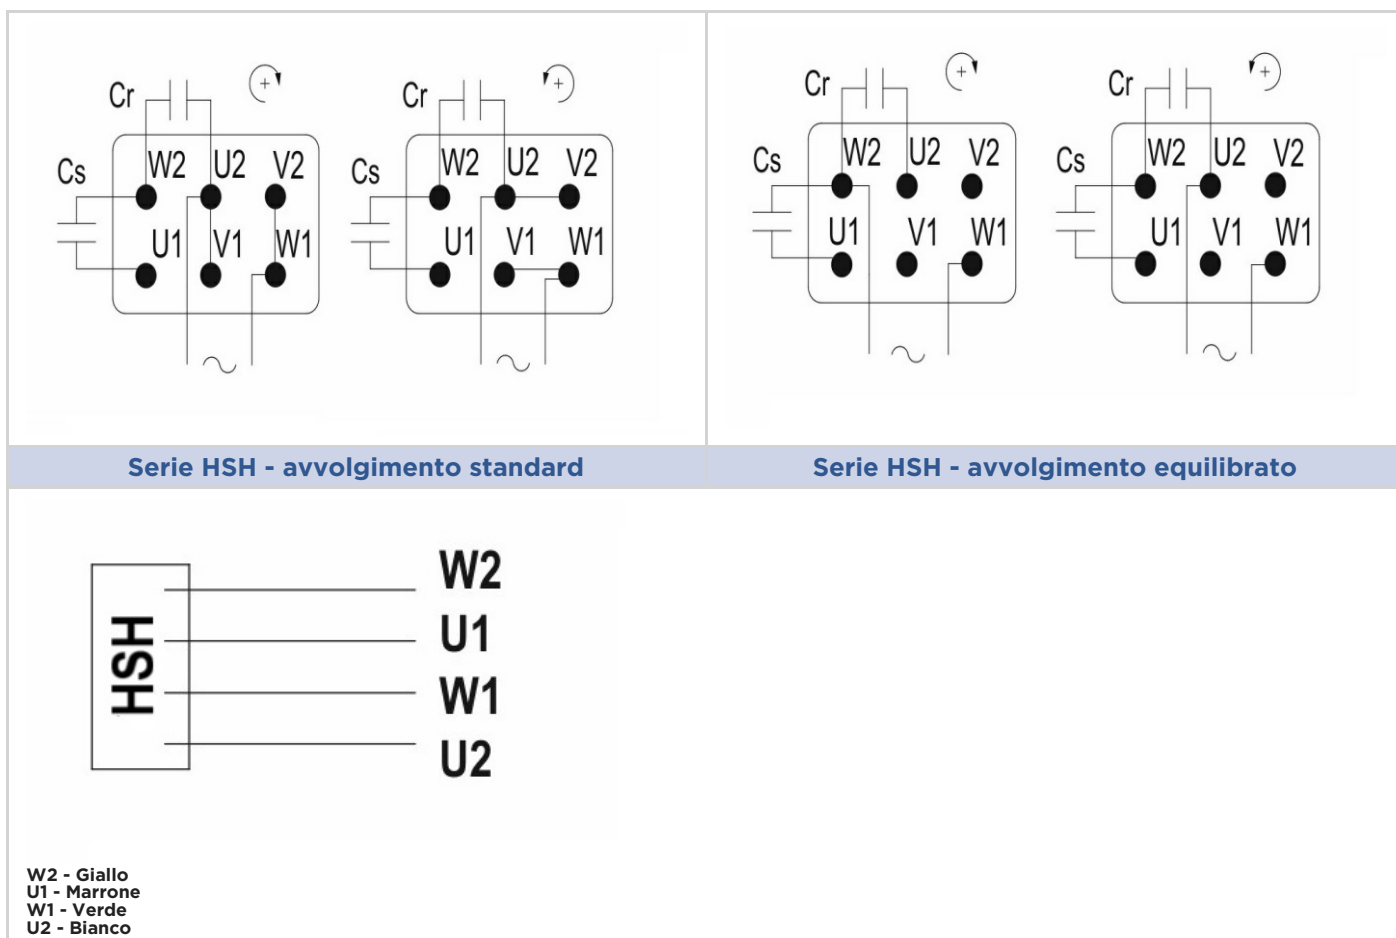 Cr
+
Cs
W2 U2 V2
U1 V1 W1
~
Cr
+
Cs
W2 U2 V2
U1 V1 W1
~
Cr
+
Cs
W2 U2 V2
U1 V1 W1
~
Cr
+
Cs
W2 U2 V2
U1 V1 W1
~
Serie HSH - avvolgimento standard
Serie HSH - avvolgimento equilibrato
HSH
W2
U1
W1
U2
W2 - Giallo
U1 - Marrone
W1 - Verde
U2 - Bianco